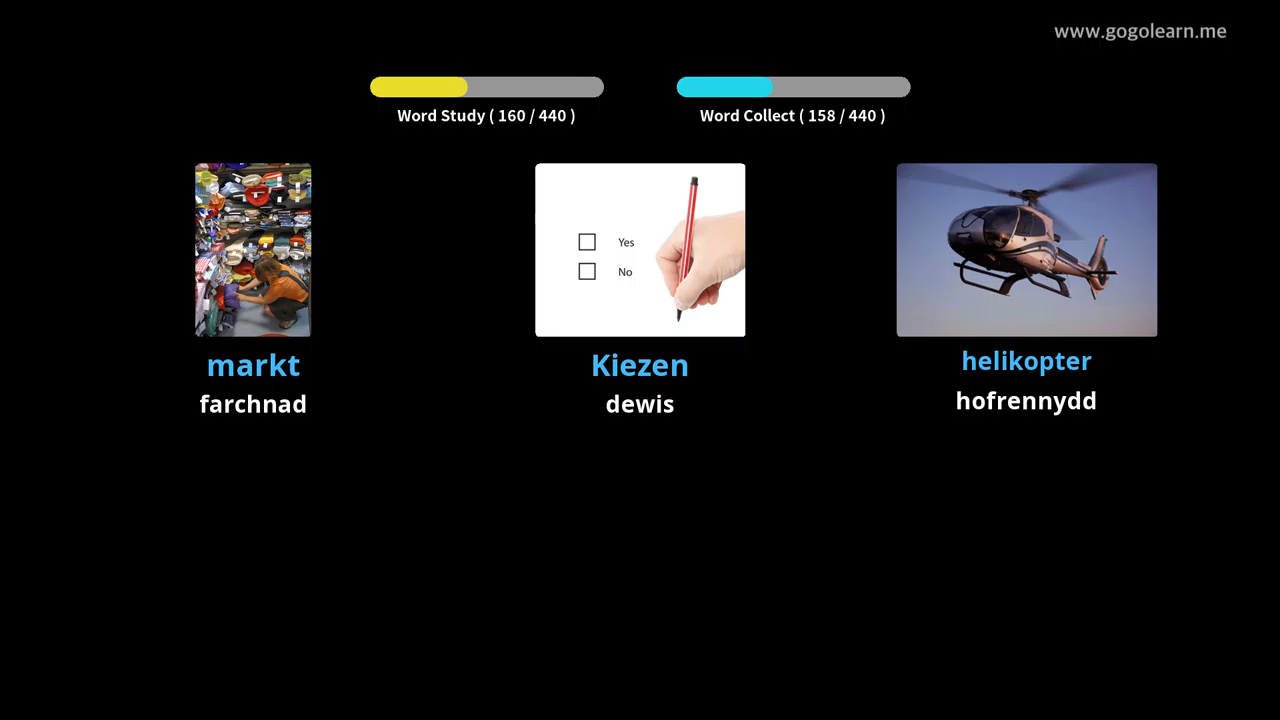 www.gogolearn.me
Word Study ( 160 / 440 )
Word Collect ( 158 / 440 )
Yes
No
markt
farchnad
Kiezen
dewis
helikopter
hofrennydd